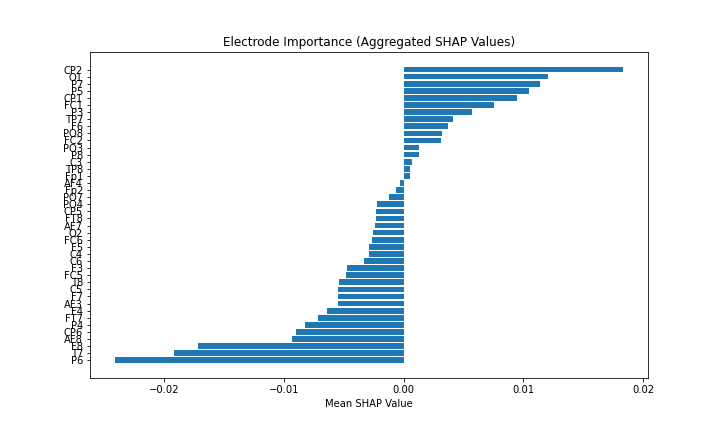 Electrode Importance (Aggregated SHAP Values)
CP2
O1
P7
P5
CP1
FC1
P3
TP7
F6
PO8
FC2
PO3
P8
C3
TP8
Fp1
AF4
Fp2
PO7
PO4
CP5
FT8
AF7
O2
FC6
F5
C4
C6
F3
FC5
T8
C5
F7
AF3
F4
FT7
P4
CP6
AF8
F8
T7
P6
−0.02 −0.01 0.00 0.01 0.02
Mean SHAP Value